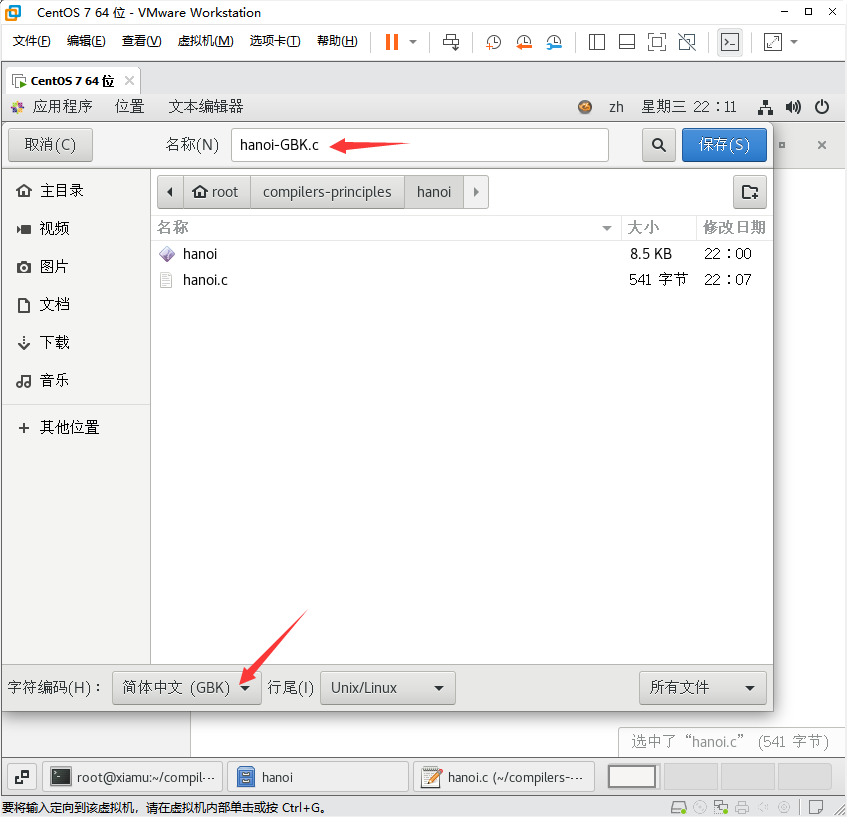 CentOS 7 64 位 - VMware Workstation
文件(F) 编辑(E) 查看(V) 虚拟机(M) 选项卡(T) 帮助(H)
CentOS 7 64 位
应用程序 位置 文本编辑器 zh 星期三 22：11
取消(C) 名称(N) hanoi-GBK.c 保存(S)
主目录
视频
图片
文档
下载
音乐
其他位置
root compilers-principles hanoi
名称 大小 修改日期
hanoi 8.5 KB 22：00
hanoi.c 541 字节 22：07
字符编码(H)： 简体中文 (GBK) 行尾(I) Unix/Linux 所有文件
选中了“hanoi.c” (541 字节)
root@xiamu:~/compil··· hanoi hanoi.c (~/compilers-···
要将输入定向到该虚拟机，请在虚拟机内部单击或按 Ctrl+G。